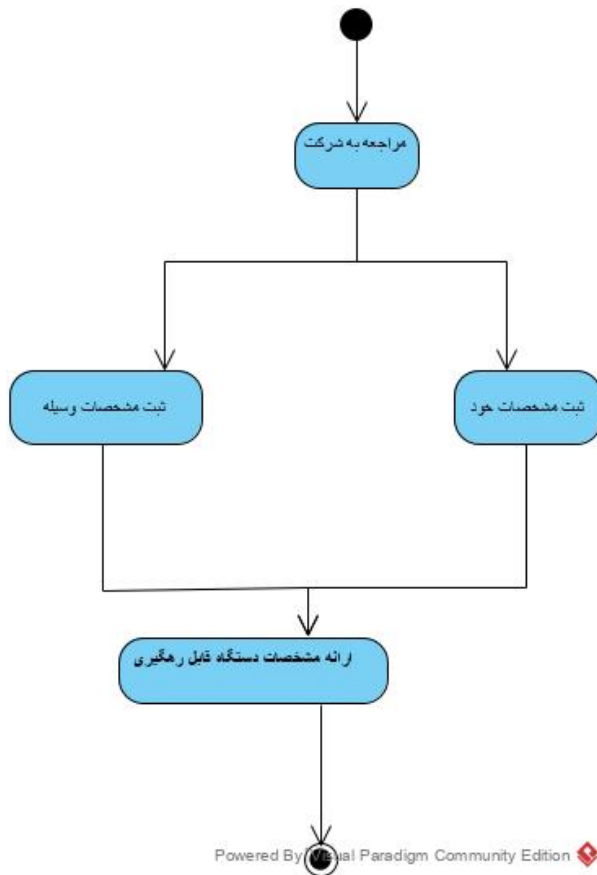 مراجعه به شرکت
ثبت مشخصات خود
ثبت مشخصات وسیله
ارائه مشخصات دستگاه قابل رهگیری
Powered By Visual Paradigm Community Edition